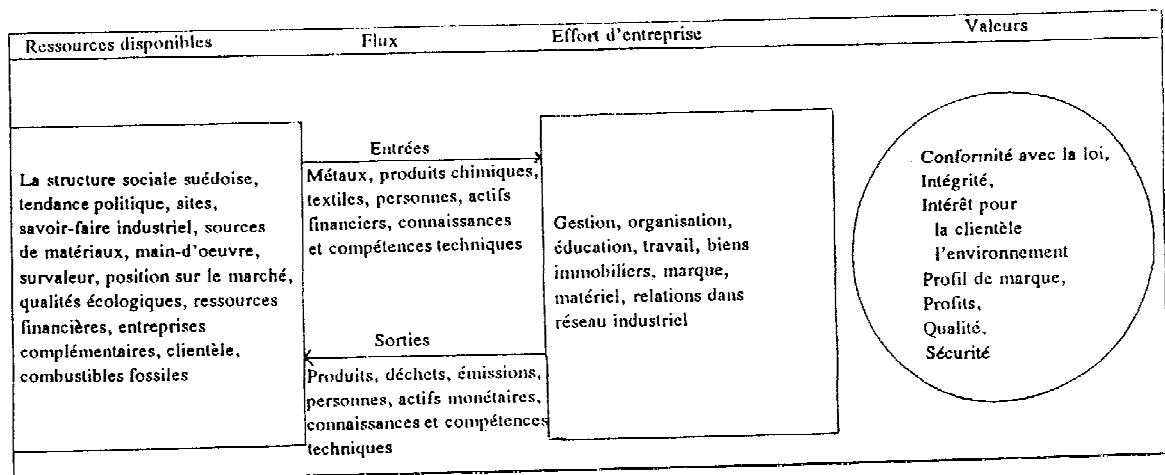 Ressources disponibles
Flux
Effort d'entreprise
Valeurs
La structure sociale suédoise,
tendance politique, sites,
savoir-faire industriel, sources
de matériaux, main-d'oeuvre,
survaleur, position sur le marché,
qualités écologiques, ressources
financières, entreprises
complémentaires, clientèle,
combustibles fossiles
Entrées
Métaux, produits chimiques,
textiles, personnes, actifs
financiers, connaissances
et compétences techniques
Sorties
Produits, déchets, émissions,
personnes, actifs monétaires,
connaissances et compétences
techniques
Gestion, organisation,
éducation, travail, biens
immobiliers, marque,
matériel, relations dans
réseau industriel
Conformité avec la loi,
Intégrité,
Intérêt pour
la clientèle
l'environnement
Profil de marque,
Profits,
Qualité,
Sécurité